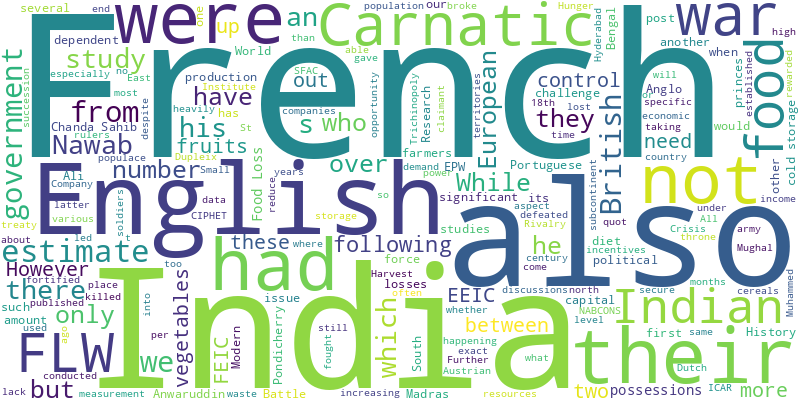 several end population our broke Hunger
dependent one up an Carnatic war
especially no World than gave Hyderabad Bengal post another when high
succession most East study production SFAC able European control Anglo princes will rewarded
government rulers heavily Institute out French
from have challenge specific established
Chanda Sahib despite has St s who they 18th lost economic would food
Nawab populace his companies opportunity Trichinopoly Research claimant territories time taking need country cold storage
Dupleix fruits farmers
Ali Company number Small over demand EPW Portuguese British not
latter English years Food Loss reduce While power significant its subcontinent other income
various soldiers data CIPHET storage so studies aspect defeated Rivalry also quot All under Crisis army
treaty about led t these where following he century come diet incentives throne Mughal
estimate force political
However fortified too Harvest cereals Muhammed
there place killed vegetables issue losses EEIC discussions north secure months
such published into often whether capital Indian NABCONS
amount only ago used we per FEIC happening between level
India had which exact Further first same History
FLW Modern Pondicherry still South Austrian what their Dutch
but conducted Anwaruddin waste fought Battle increasing Madras resources two possessions ICAR more
lack measurement
were